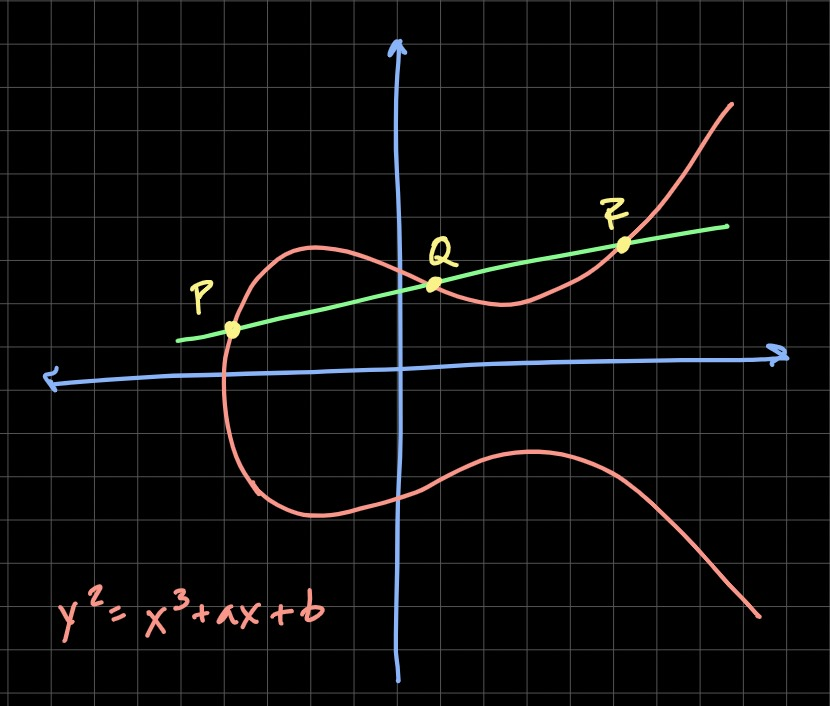 R
Q
P
y² = x³ + ax + b